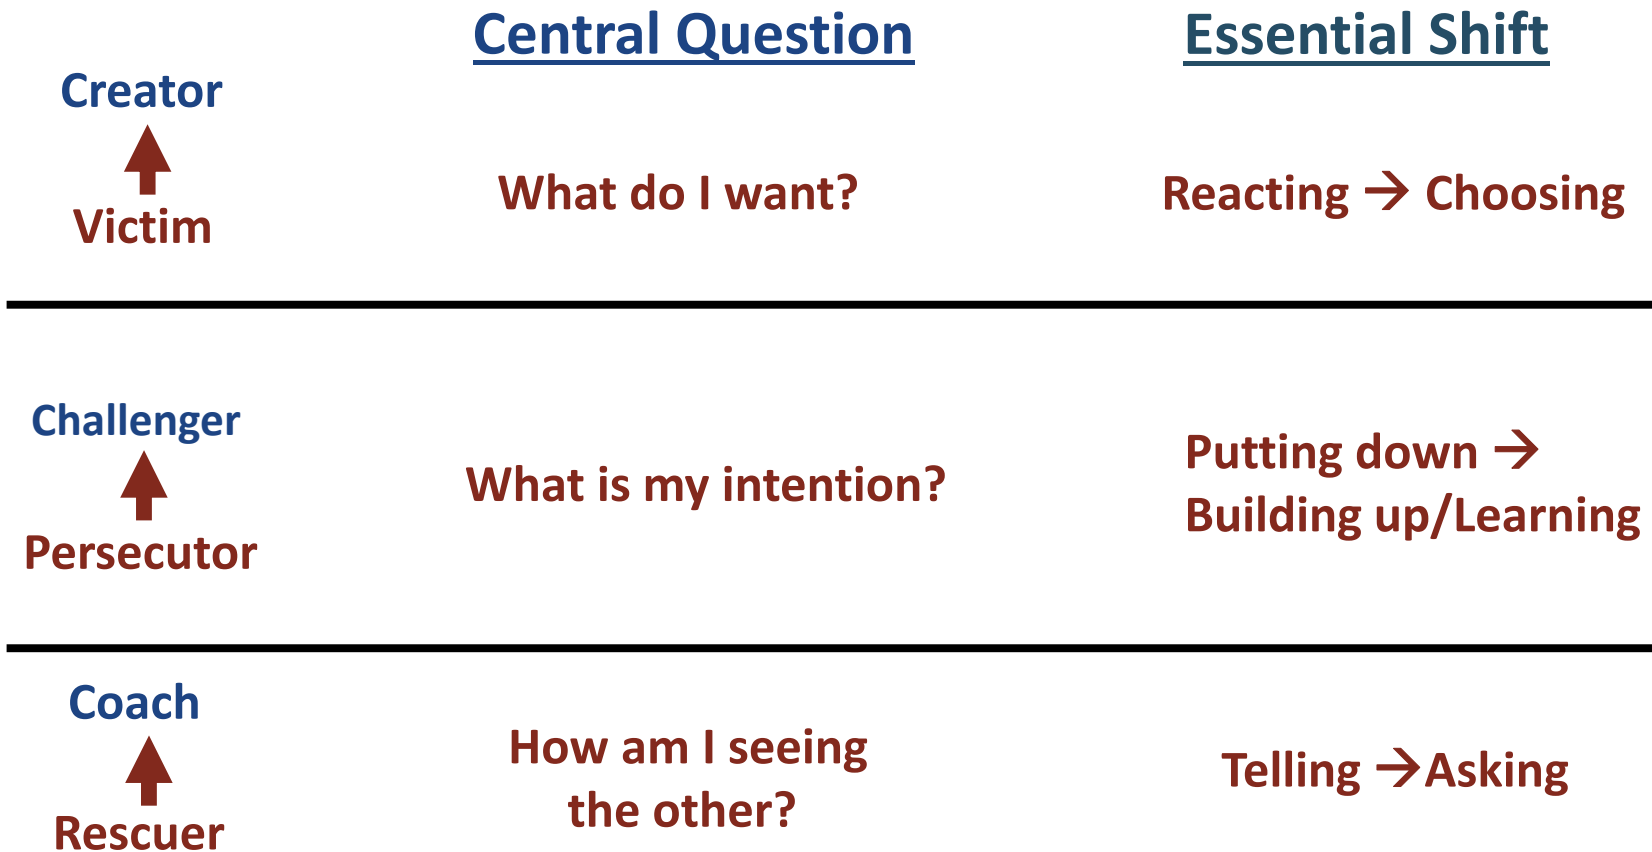 Central Question
Essential Shift
Creator
Victim
What do I want?
Reacting → Choosing
Challenger
Persecutor
What is my intention?
Putting down →
Building up/Learning
Coach
Rescuer
How am I seeing
the other?
Telling →Asking